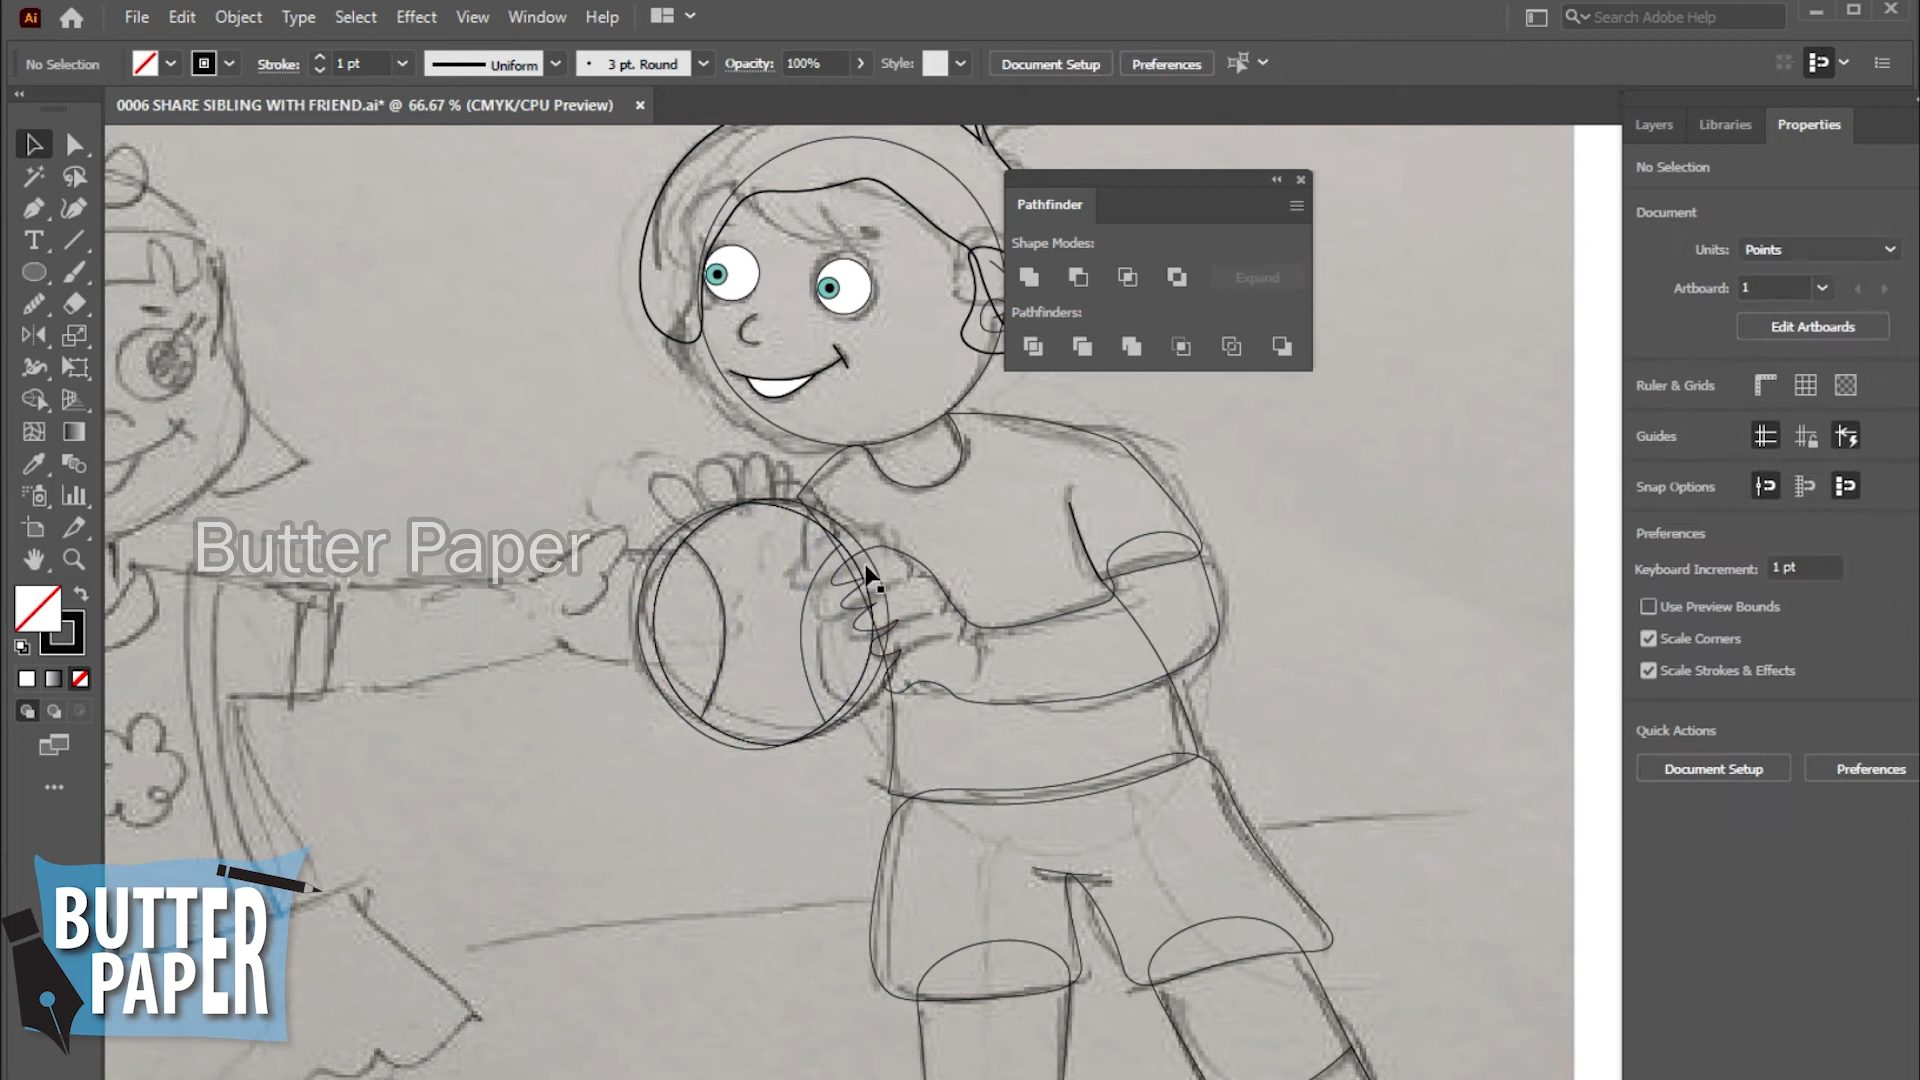 Ai File Edit Object Type Select Effect View Window Help Search Adobe Help
No Selection Stroke: 1 pt Uniform 3 pt. Round Opacity: 100% Style: Document Setup Preferences
0006 SHARE SIBLING WITH FRIEND.ai* @ 66.67 % (CMYK/CPU Preview)
Layers Libraries Properties
No Selection
Document
Units: Points
Artboard: 1
Edit Artboards
Ruler & Grids
Guides
Snap Options
Preferences
Keyboard Increment: 1 pt
Use Preview Bounds
Scale Corners
Scale Strokes & Effects
Quick Actions
Document Setup Preferences
Pathfinder
Shape Modes:
Expand
Pathfinders:
Butter Paper
BUTTER
PAPER